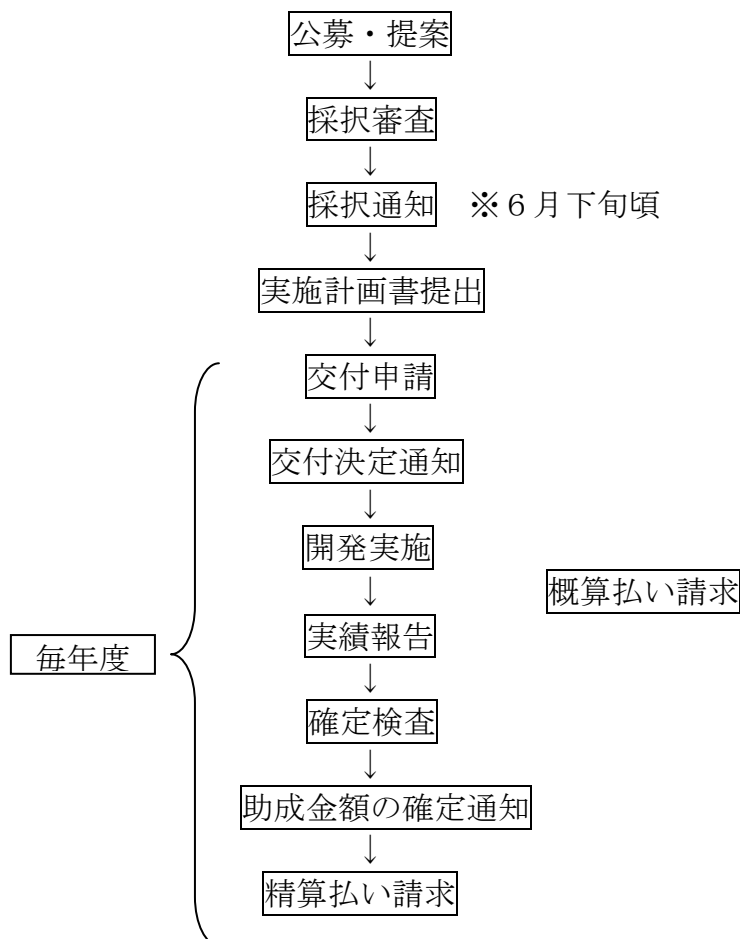 公募・提案
↓
採択審査
↓
採択通知　※６月下旬頃
↓
実施計画書提出
↓
交付申請
↓
交付決定通知
↓
開発実施
↓
概算払い請求
実績報告
毎年度
↓
確定検査
↓
助成金額の確定通知
↓
精算払い請求